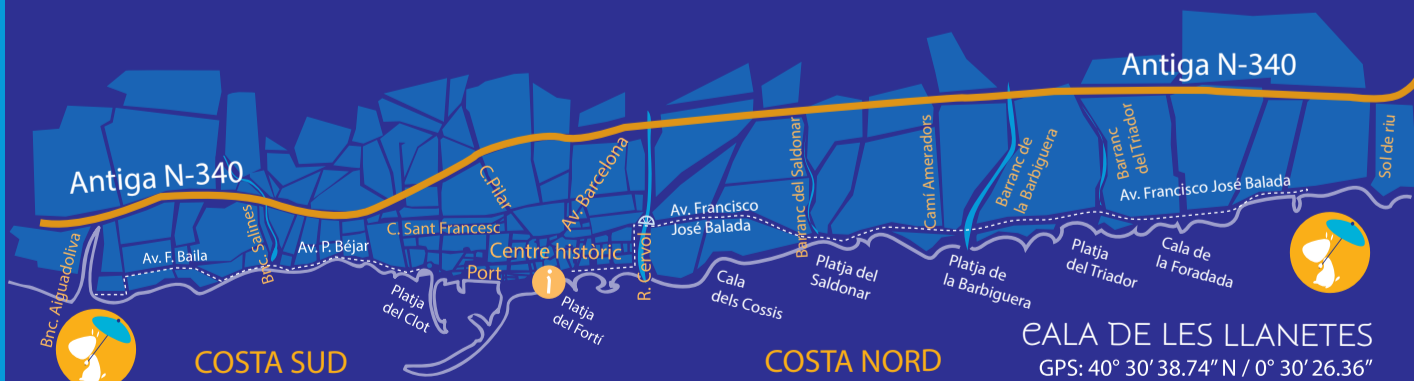 Antiga N-340
Antiga N-340
C.Pilar
Av. Barcelona
Barranc del Saldonar
Camí Ameradors
Barranc de
la Barbiguera
Barranc
del Triador
Sol de riu
Bnc. Aiguadoliva
Av. F. Baila
Bnc. Salines
Av. P. Béjar
C. Sant Francesc
Centre històric
Port
i
R. Cervol
Av. Francisco
José Balada
Av. Francisco José Balada
Platja
del Clot
Platja
del Fortí
Cala
dels Cossis
Platja del
Saldonar
Platja de
la Barbiguera
Platja
del Triador
Cala de
la Foradada
COSTA SUD
COSTA NORD
CALA DE LES LLANETES
GPS: 40° 30’ 38.74” N / 0° 30’ 26.36”